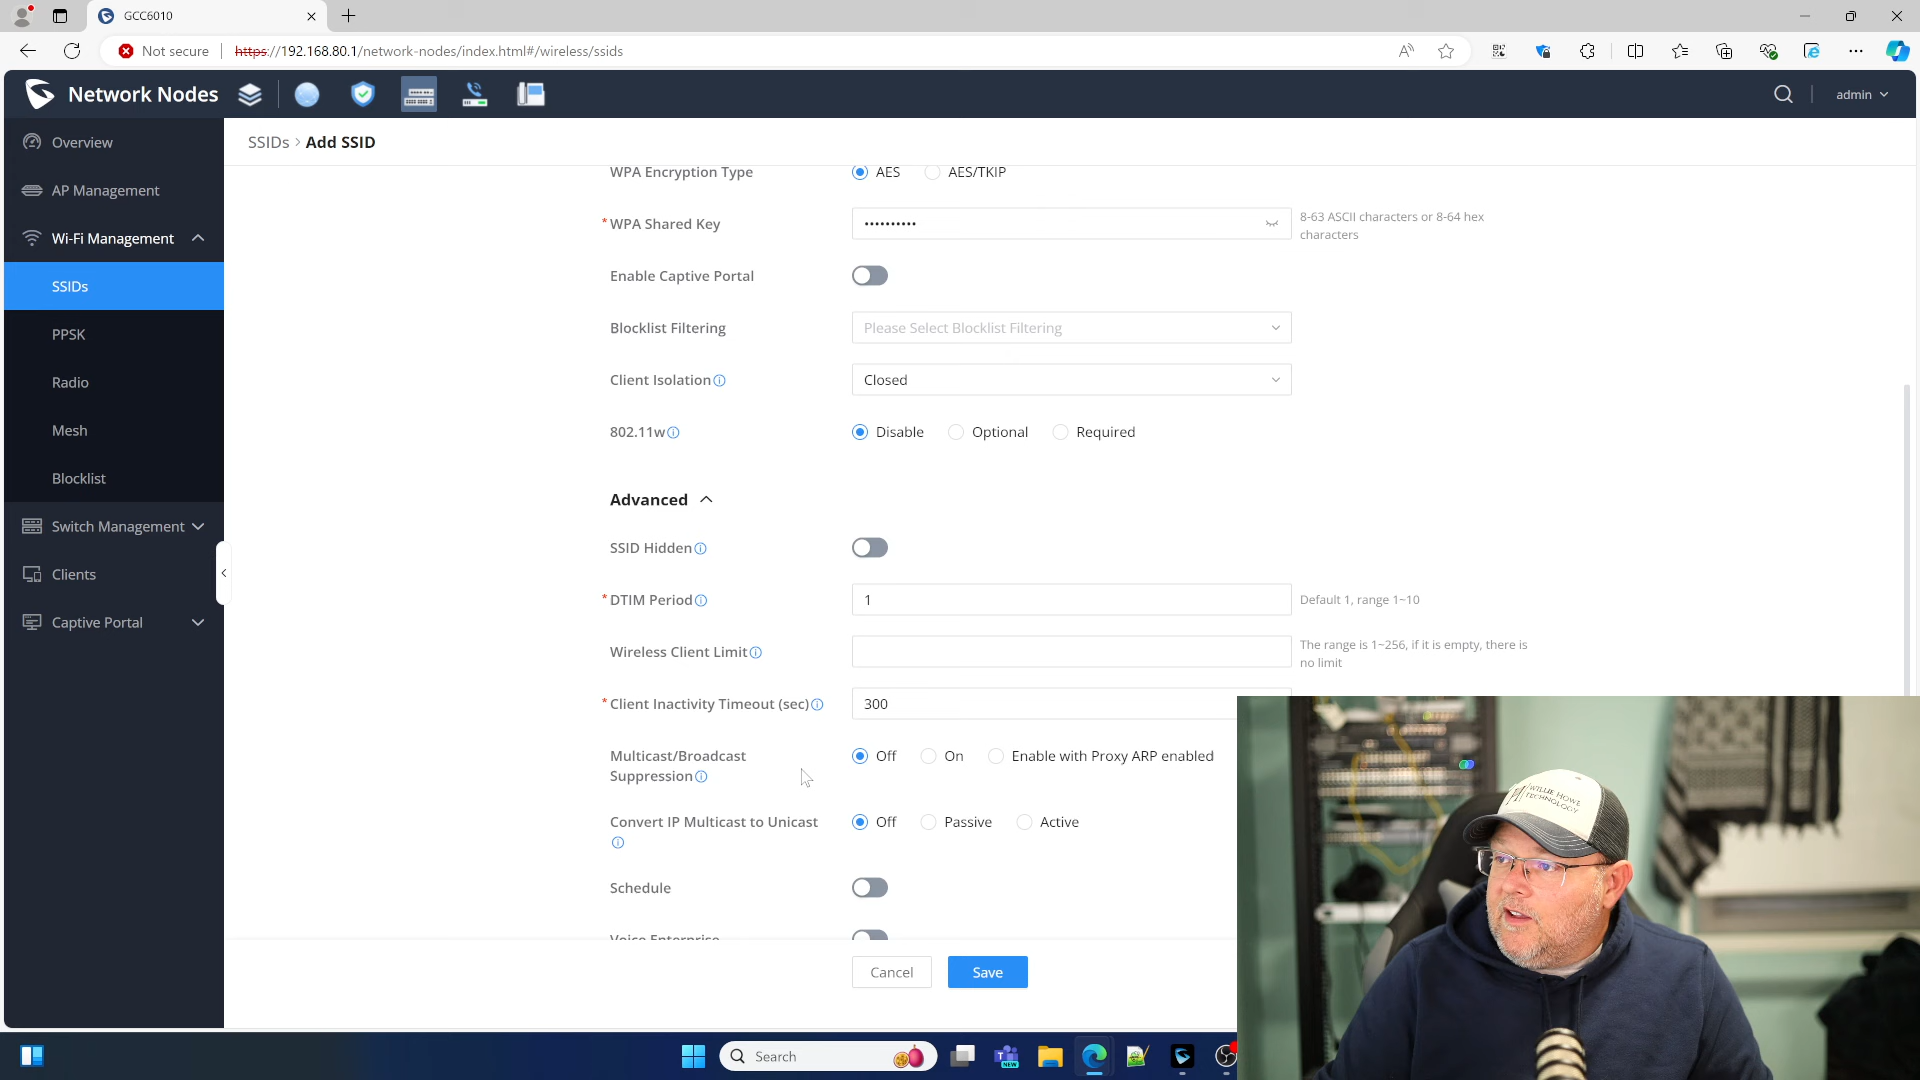 GCC6010
Not secure
https://192.168.80.1/network-nodes/index.html#/wireless/ssids
Network Nodes
admin
Overview
AP Management
Wi-Fi Management
SSIDs
PPSK
Radio
Mesh
Blocklist
Switch Management
Clients
Captive Portal
SSIDs > Add SSID
WPA Encryption Type
AES
AES/TKIP
* WPA Shared Key
••••••••••
8-63 ASCII characters or 8-64 hex
characters
Enable Captive Portal
Blocklist Filtering
Please Select Blocklist Filtering
Client Isolation
Closed
802.11w
Disable
Optional
Required
Advanced
SSID Hidden
* DTIM Period
1
Default 1, range 1~10
Wireless Client Limit
The range is 1~256, if it is empty, there is
no limit
* Client Inactivity Timeout (sec)
300
Multicast/Broadcast
Suppression
Off
On
Enable with Proxy ARP enabled
Convert IP Multicast to Unicast
Off
Passive
Active
Schedule
Voice Enterprise
Cancel
Save
WILLIE HOWE
TECHNOLOGY
Search
NEW